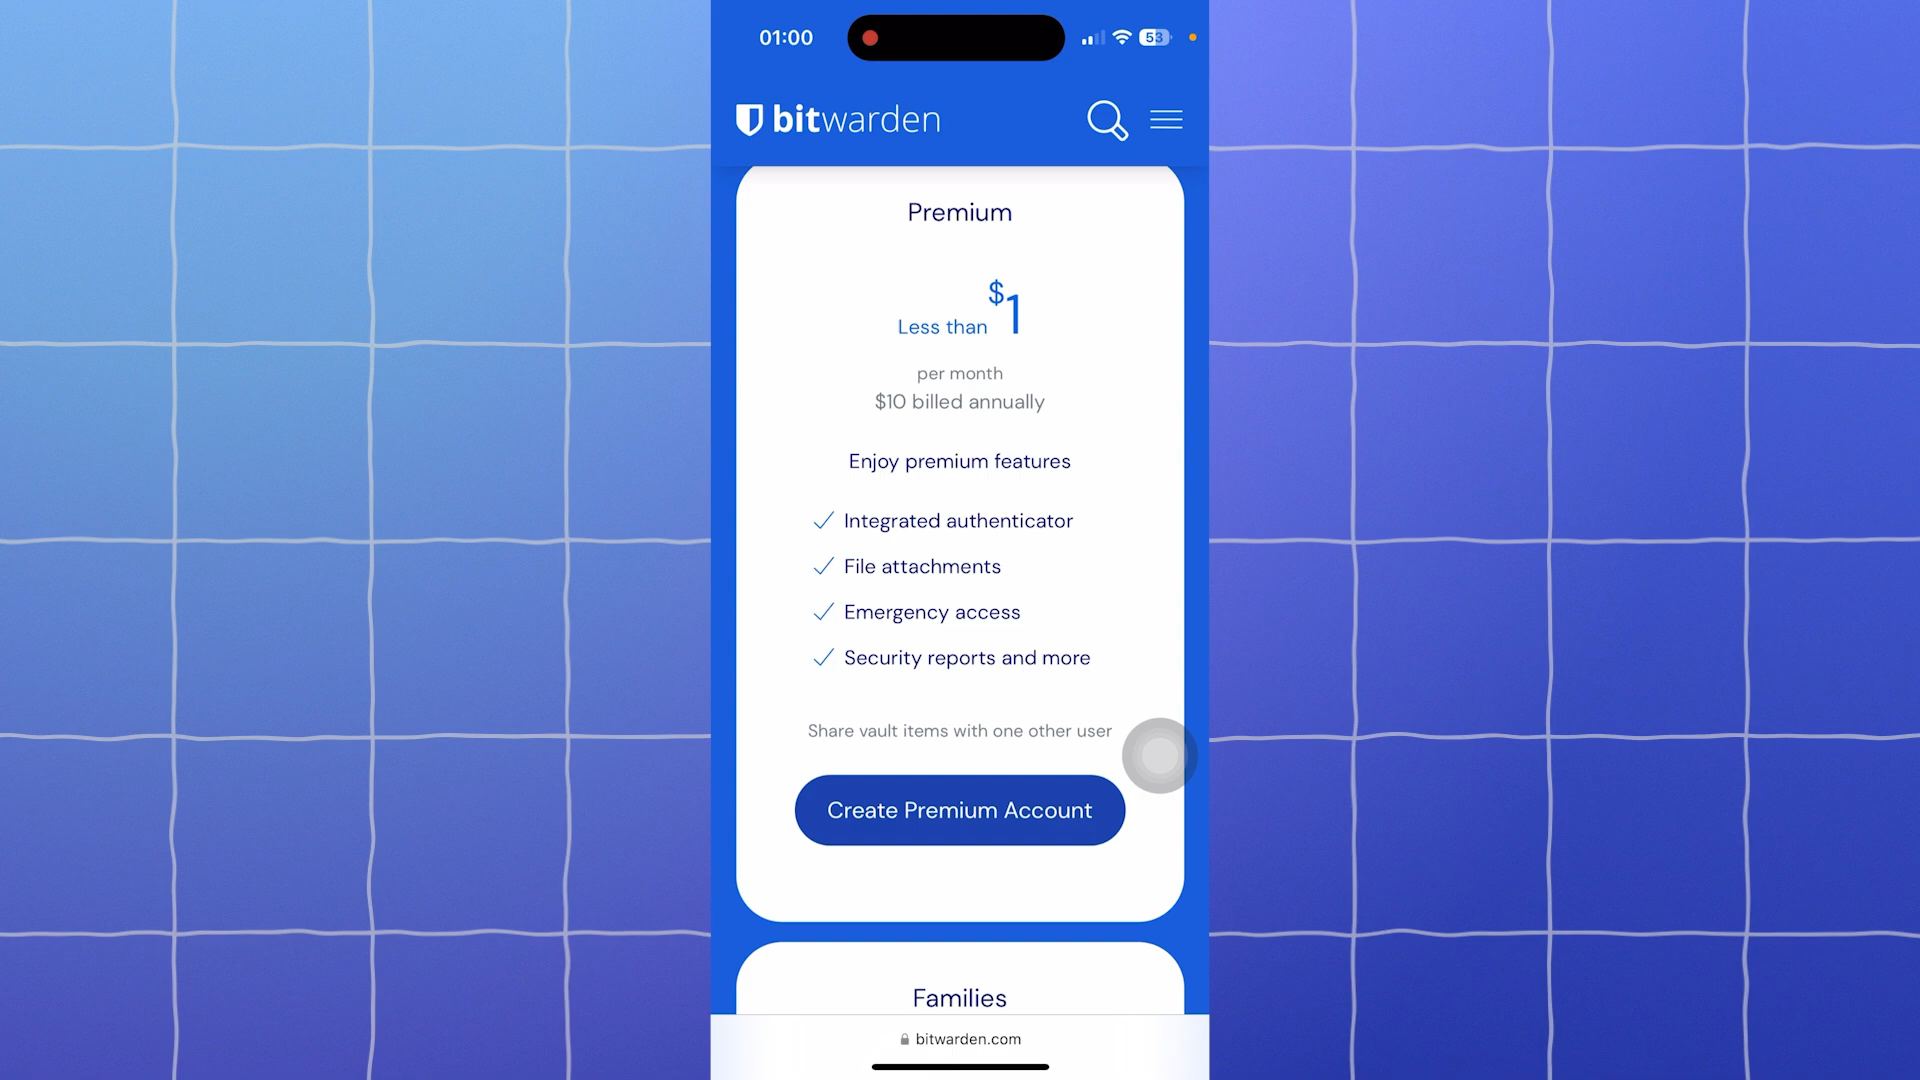 01:00
53
bitwarden
Premium
Less than $1
per month
$10 billed annually
Enjoy premium features
Integrated authenticator
File attachments
Emergency access
Security reports and more
Share vault items with one other user
Create Premium Account
Families
bitwarden.com